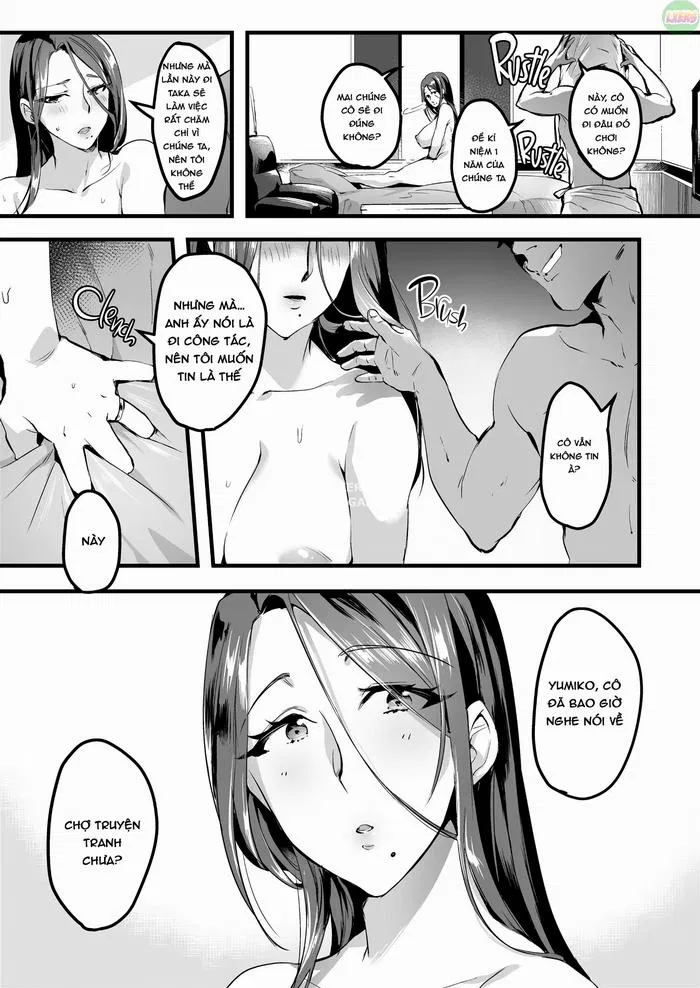 LXERS
NÀY, CÔ
CÓ MUỐN
ĐI ĐÂU ĐÓ
CHƠI
KHÔNG?
RUSTLE
RUSTLE
ĐỂ KỈ
NIỆM 1
NĂM CỦA
CHÚNG TA
MAI CHÚNG
CÔ SẼ ĐI
ĐÚNG
KHÔNG?
NHƯNG MÀ
LẦN NÀY ĐI
TAKA SẼ
LÀM VIỆC
RẤT CHĂM
CHỈ VÌ
CHÚNG TA,
NÊN TÔI
KHÔNG THỂ
CÔ VẪN
KHÔNG TIN
À?
BRUSH
NHƯNG MÀ...
ANH ẤY NÓI LÀ
ĐI CÔNG TÁC,
NÊN TÔI MUỐN
TIN LÀ THẾ
CLENCH
NÀY
YUMIKO, CÔ
ĐÃ BAO GIỜ
NGHE NÓI VỀ
CHỢ TRUYỆN
TRANH
CHƯA?